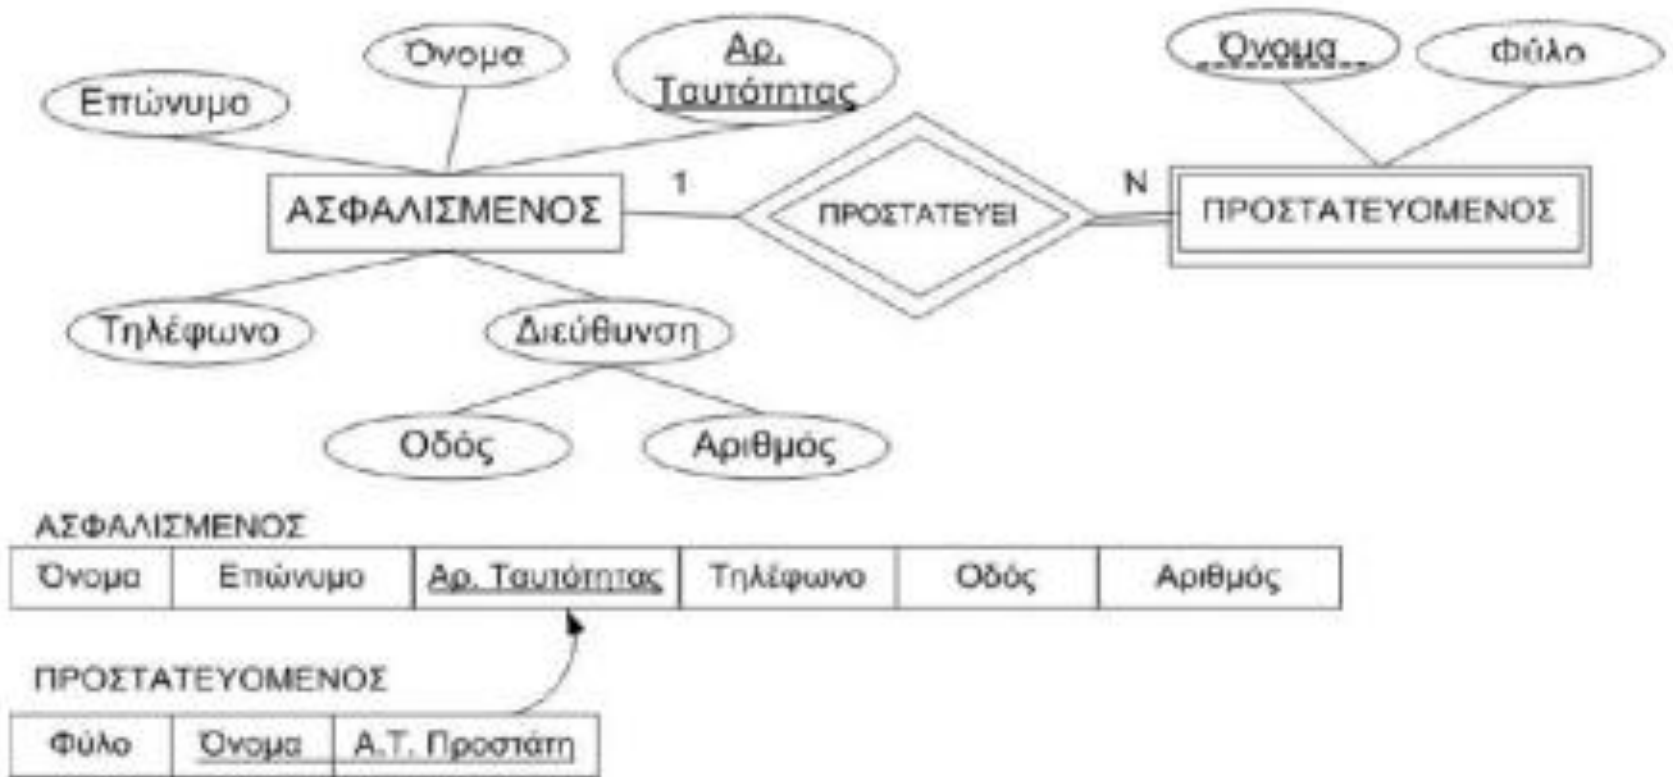 Επώνυμο
Όνομα
Αρ.
Ταυτότητας
Όνομα
Φύλο
ΑΣΦΑΛΙΣΜΕΝΟΣ
1
ΠΡΟΣΤΑΤΕΥΕΙ
N
ΠΡΟΣΤΑΤΕΥΟΜΕΝΟΣ
Τηλέφωνο
Διεύθυνση
Οδός
Αριθμός
ΑΣΦΑΛΙΣΜΕΝΟΣ
Όνομα Επώνυμο Αρ. Ταυτότητας Τηλέφωνο Οδός Αριθμός
ΠΡΟΣΤΑΤΕΥΟΜΕΝΟΣ
Φύλο Όνομα Α.Τ. Προστάτη